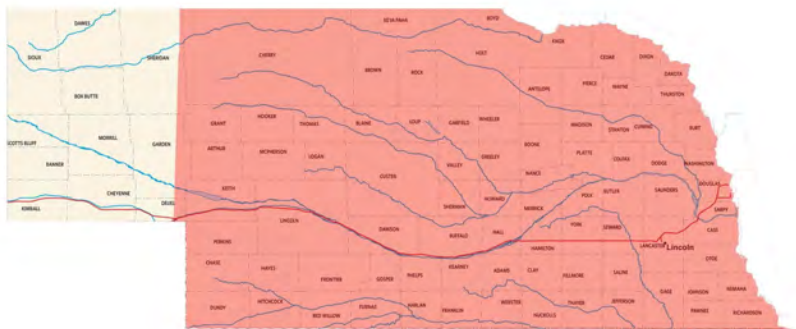 KEYA PAHA
BOYD
DAWES
SIOUX
SHERIDAN
CHERRY
HOLT
KNOX
CEDAR
DIXON
DAKOTA
BROWN
ROCK
ANTELOPE
PIERCE
WAYNE
THURSTON
BOX BUTTE
GRANT
HOOKER
THOMAS
BLAINE
LOUP
GARFIELD
WHEELER
MADISON
STANTON
CUMING
BURT
SCOTTS BLUFF
MORRILL
GARDEN
ARTHUR
MCPHERSON
LOGAN
CUSTER
VALLEY
GREELEY
BOONE
PLATTE
COLFAX
DODGE
WASHINGTON
BANNER
NANCE
DOUGLAS
KIMBALL
CHEYENNE
DEUEL
KEITH
LINCOLN
SHERMAN
HOWARD
MERRICK
POLK
BUTLER
SAUNDERS
SARPY
DAWSON
BUFFALO
HALL
HAMILTON
YORK
SEWARD
LANCASTER
Lincoln
CASS
OTOE
PERKINS
CHASE
HAYES
FRONTIER
GOSPER
PHELPS
KEARNEY
ADAMS
CLAY
FILLMORE
SALINE
GAGE
JOHNSON
NEMAHA
DUNDY
HITCHCOCK
RED WILLOW
FURNAS
HARLAN
FRANKLIN
WEBSTER
NUCKOLLS
THAYER
JEFFERSON
PAWNEE
RICHARDSON